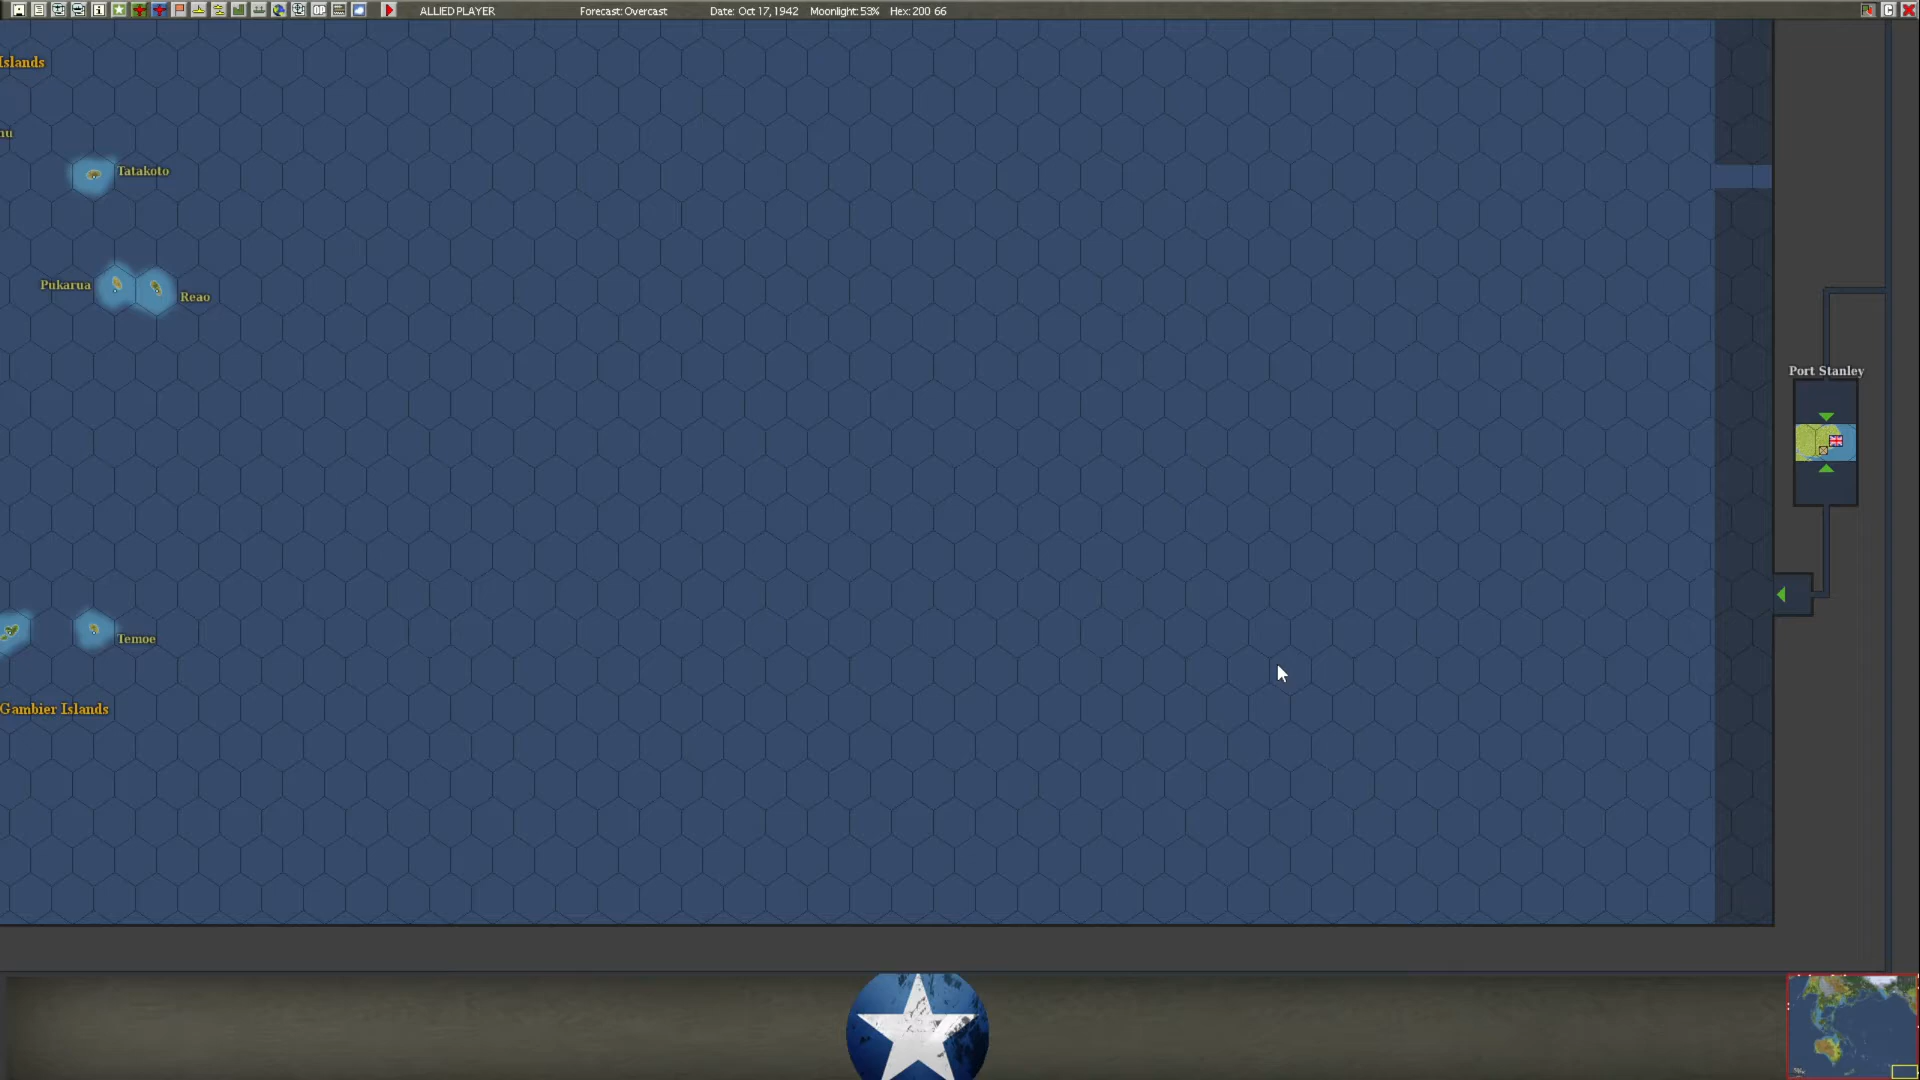 ALLIED PLAYER Forecast: Overcast Date: Oct 17, 1942 Moonlight: 53% Hex: 200 66
Islands
Tatakoto
Pukarua
Reao
Port Stanley
Temoe
Gambier Islands